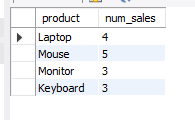 product num_sales
Laptop 4
Mouse 5
Monitor 3
Keyboard 3